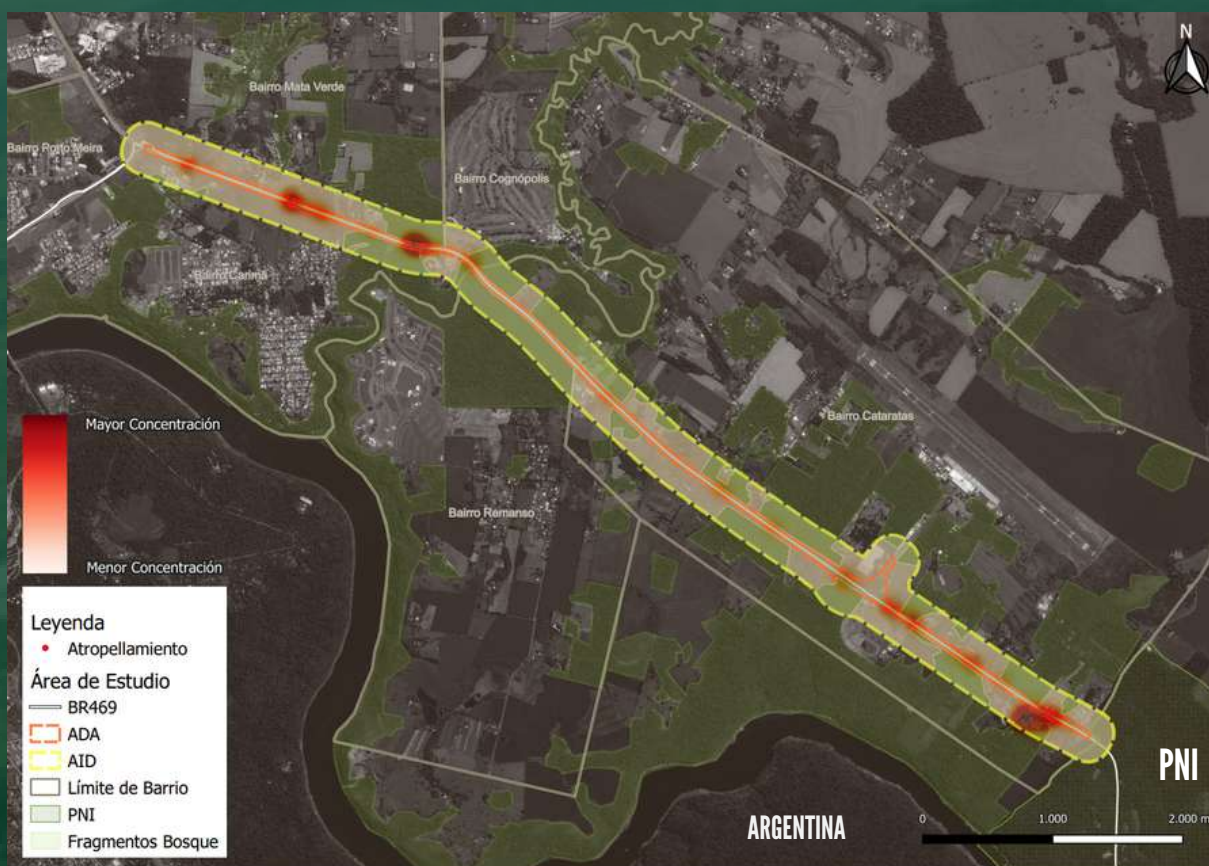 N
Bairro Mata Verde
Bairro Porto Meira
Bairro Cognópolis
Bairro Carimã
Bairro Cataratas
Bairro Remanso
Mayor Concentración
Menor Concentración
Leyenda
Atropellamiento
Área de Estudio
BR469
ADA
AID
Límite de Barrio
PNI
Fragmentos Bosque
PNI
ARGENTINA
0 1.000 2.000 m